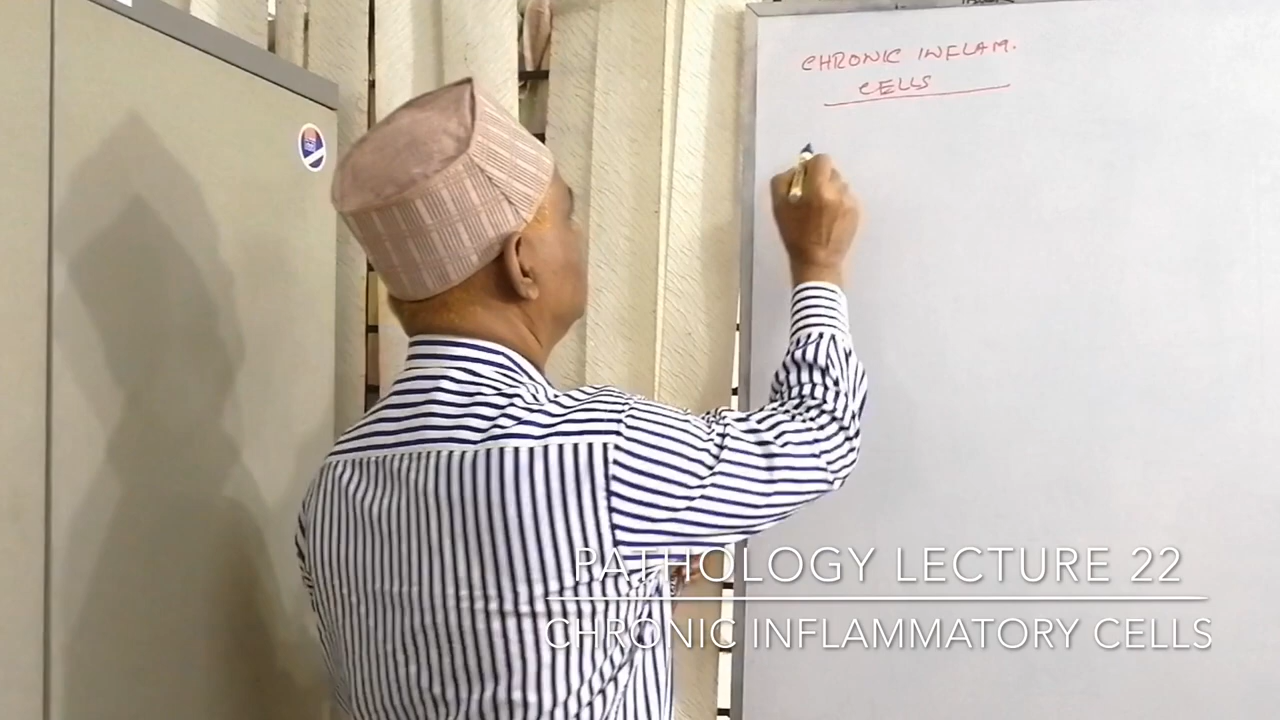 CHRONIC INFLAM.
CELLS
PATHOLOGY LECTURE 22
CHRONIC INFLAMMATORY CELLS